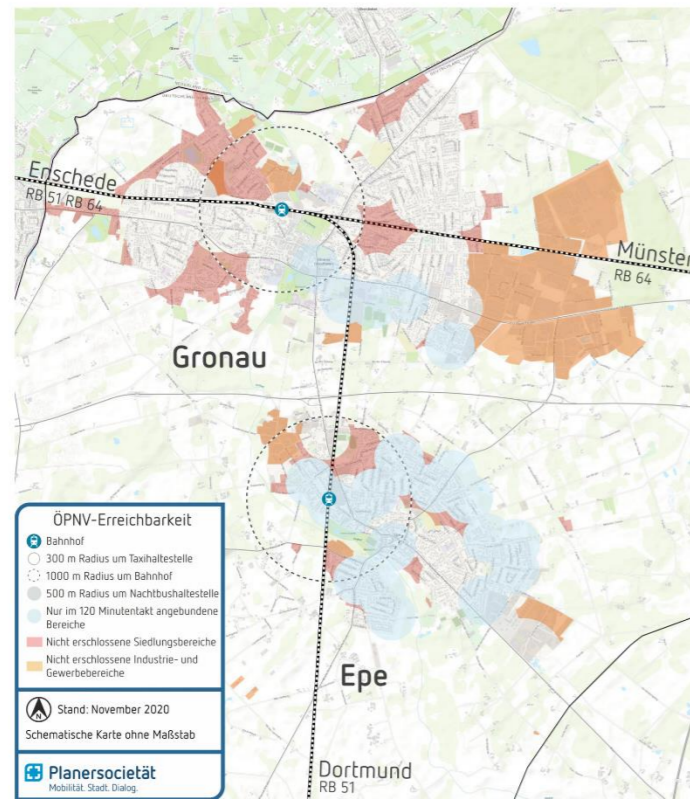 Enschede
RB 51 RB 64
Münster
RB 64
Gronau
Epe
Dortmund
RB 51
ÖPNV-Erreichbarkeit
Bahnhof
300 m Radius um Taxihaltestelle
1000 m Radius um Bahnhof
500 m Radius um Nachtbushaltestelle
Nur im 120 Minutentakt angebundene
Bereiche
Nicht erschlossene Siedlungsbereiche
Nicht erschlossene Industrie- und
Gewerbebereiche
N
Stand: November 2020
Schematische Karte ohne Maßstab
Planersocietät
Mobilität. Stadt. Dialog.